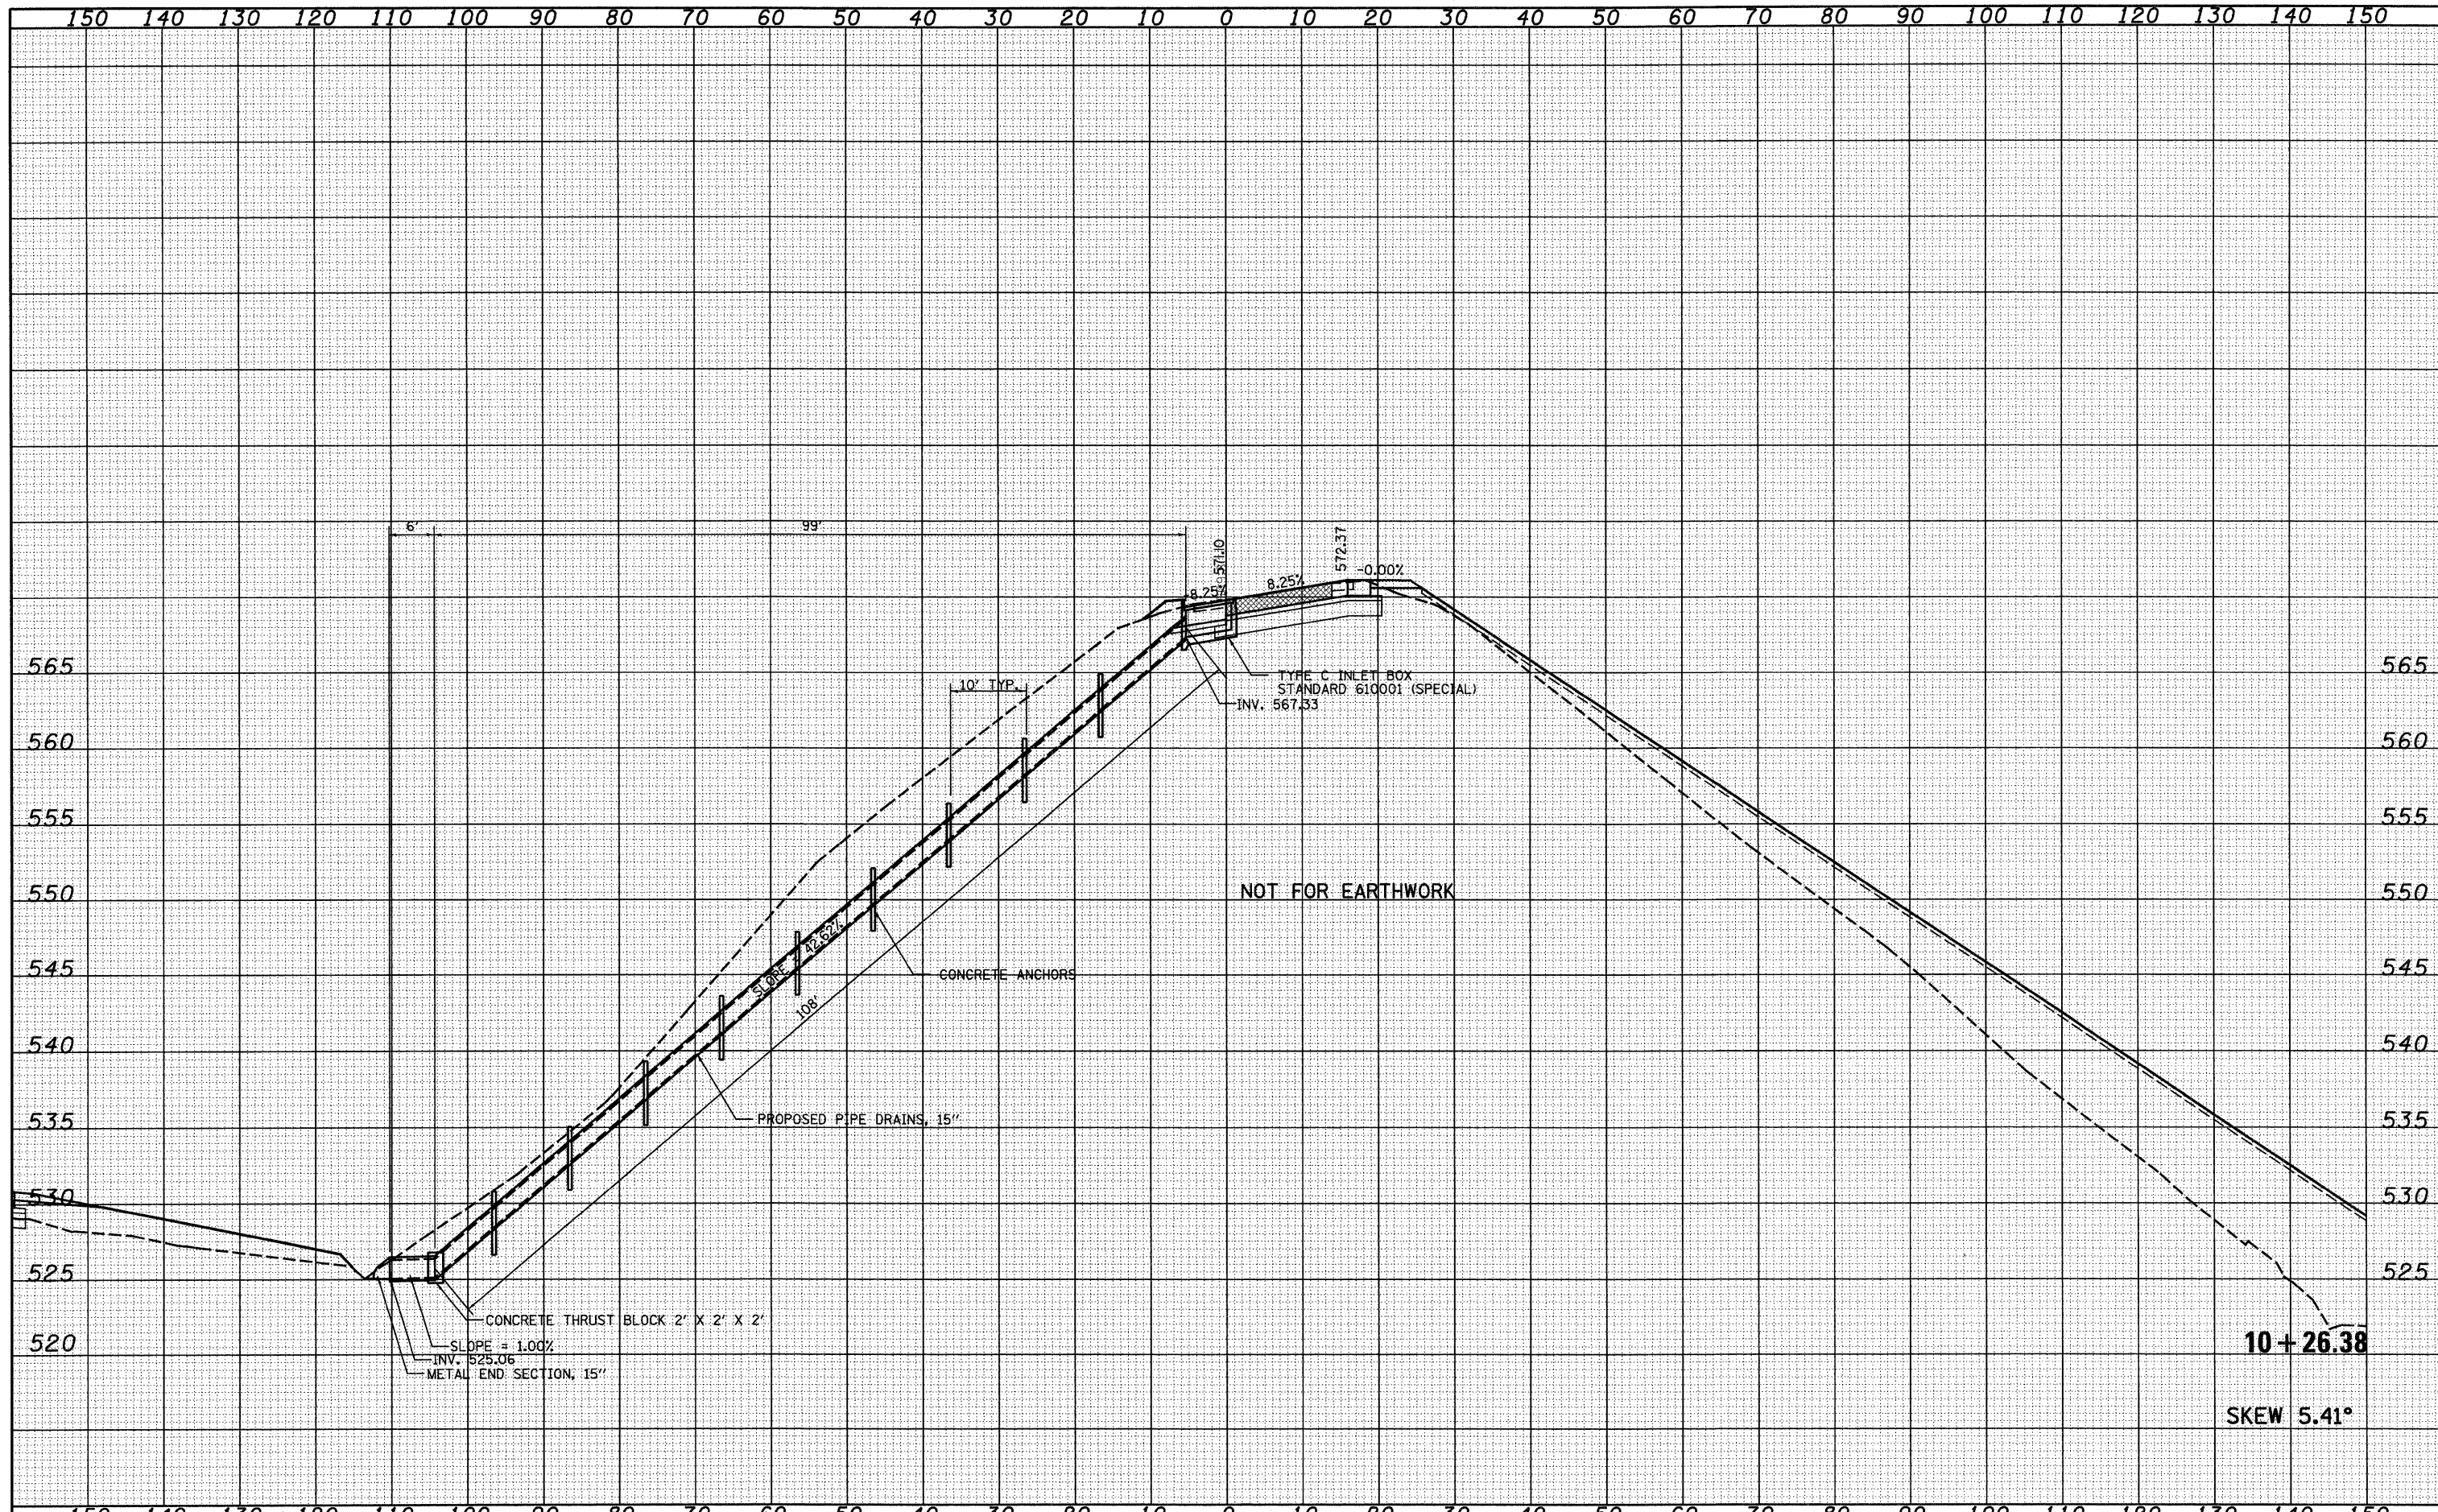 150 140 130 120 110 100 90 80 70 60 50 40 30 20 10 0 10 20 30 40 50 60 70 80 90 100 110 120 130 140 150
6' 99'
571.10
572.37
8.25% 8.25% -0.00%
565 565
10' TYP.
TYPE C INLET BOX
STANDARD 610001 (SPECIAL)
INV. 567.33
560 560
555 555
550 550
NOT FOR EARTHWORK
SLOPE = 42.62%
545 545
CONCRETE ANCHORS
108'
540 540
535 535
PROPOSED PIPE DRAINS, 15"
530 530
525 525
CONCRETE THRUST BLOCK 2' X 2' X 2'
520
SLOPE = 1.00%
INV. 525.06
METAL END SECTION, 15"
10+26.38
SKEW 5.41°